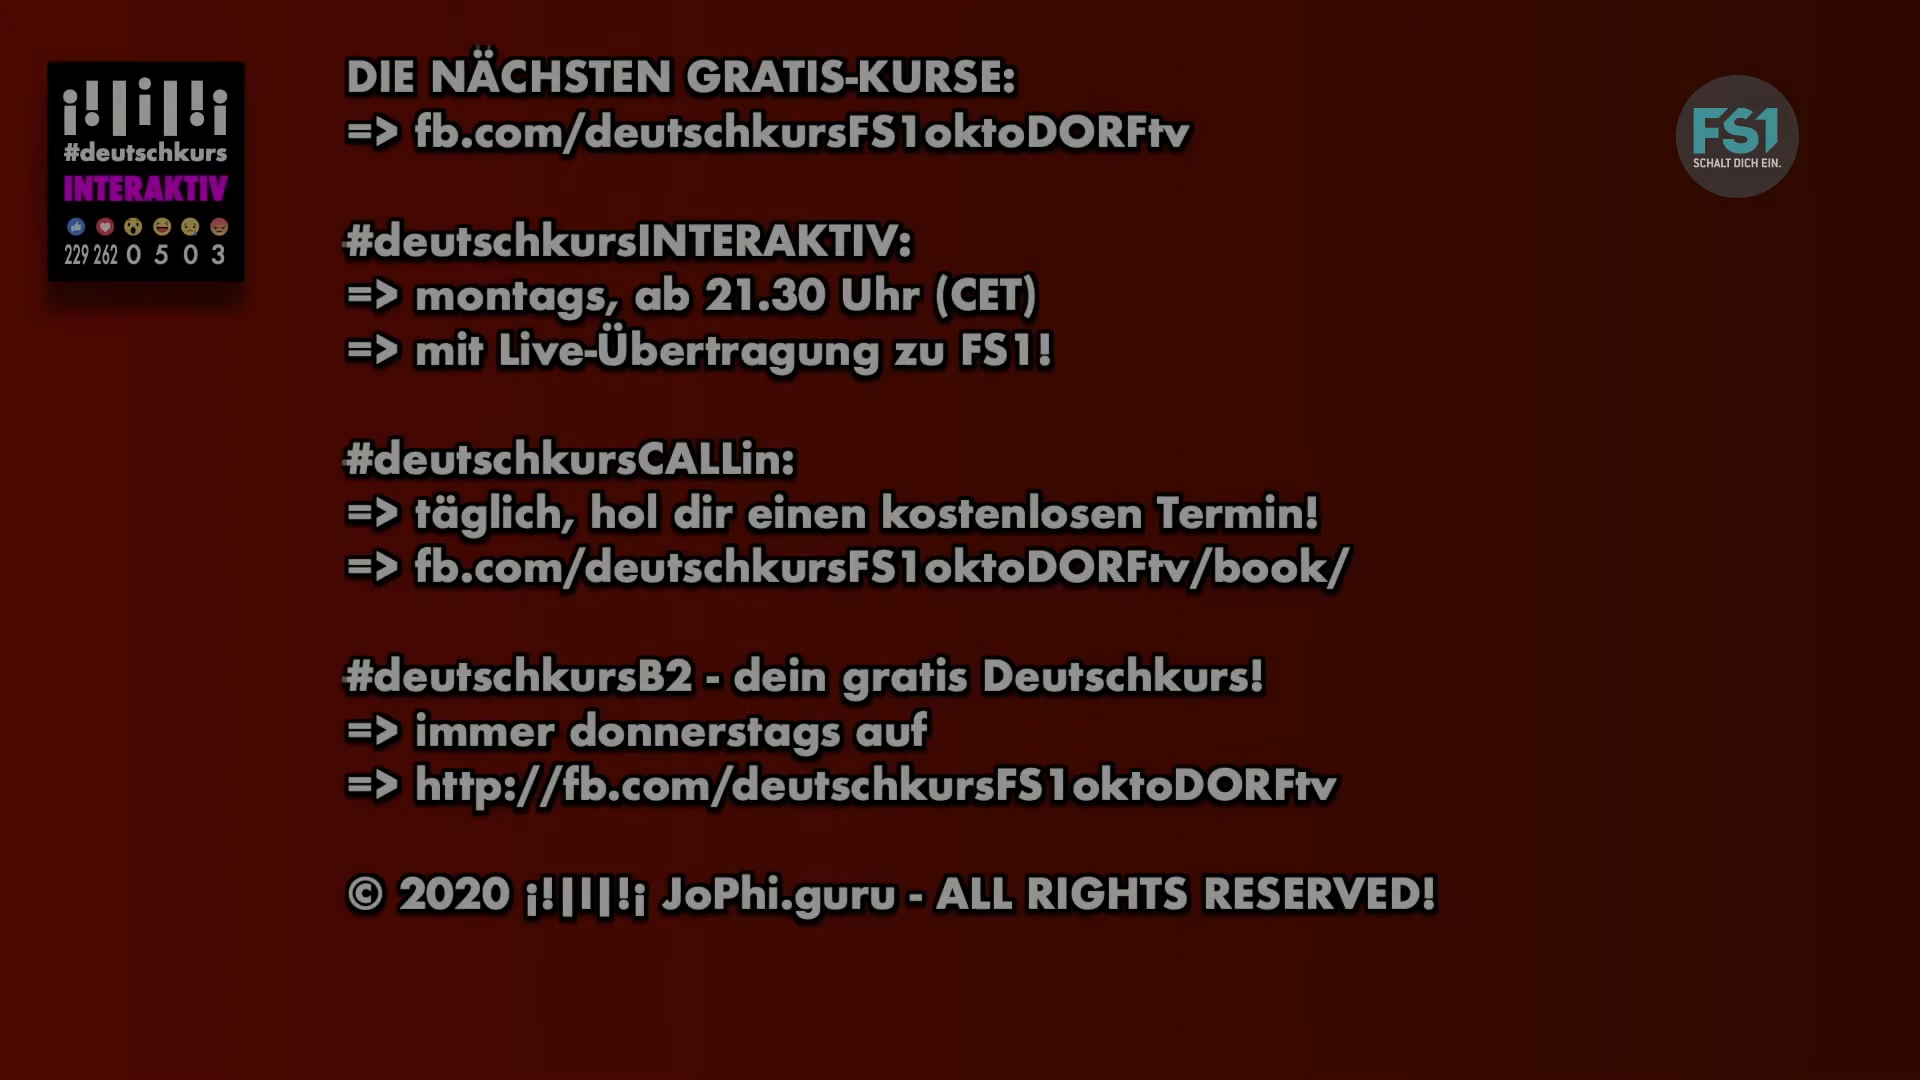 DIE NÄCHSTEN GRATIS-KURSE:
=> fb.com/deutschkursFS1oktoDORFtv
#deutschkursINTERAKTIV:
=> montags, ab 21.30 Uhr (CET)
=> mit Live-Übertragung zu FS1!
#deutschkursCALLin:
=> täglich, hol dir einen kostenlosen Termin!
=> fb.com/deutschkursFS1oktoDORFtv/book/
#deutschkursB2 - dein gratis Deutschkurs!
=> immer donnerstags auf
=> http://fb.com/deutschkursFS1oktoDORFtv
© 2020 ¡!|I|!¡ JoPhi.guru - ALL RIGHTS RESERVED!
¡!|i|!¡
#deutschkurs
INTERAKTIV
229 262 0 5 0 3
FS1
SCHALT DICH EIN.